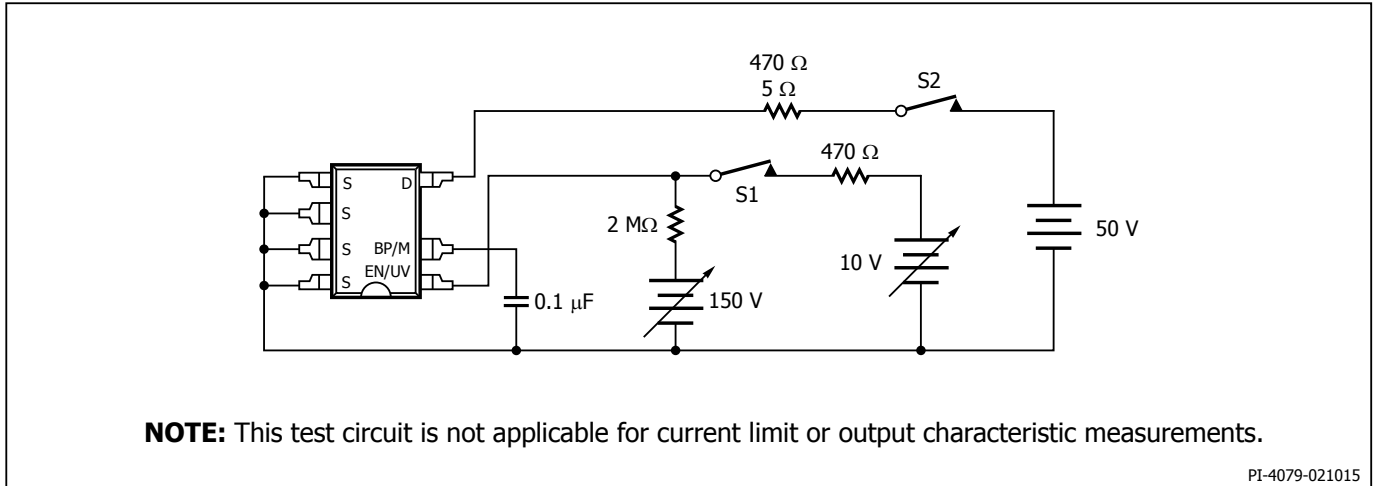 470 Ω
5 Ω
S2
470 Ω
S1
S D
S
S BP/M
EN/UV
S
2 MΩ
50 V
10 V
0.1 μF
150 V
NOTE: This test circuit is not applicable for current limit or output characteristic measurements.
PI-4079-021015